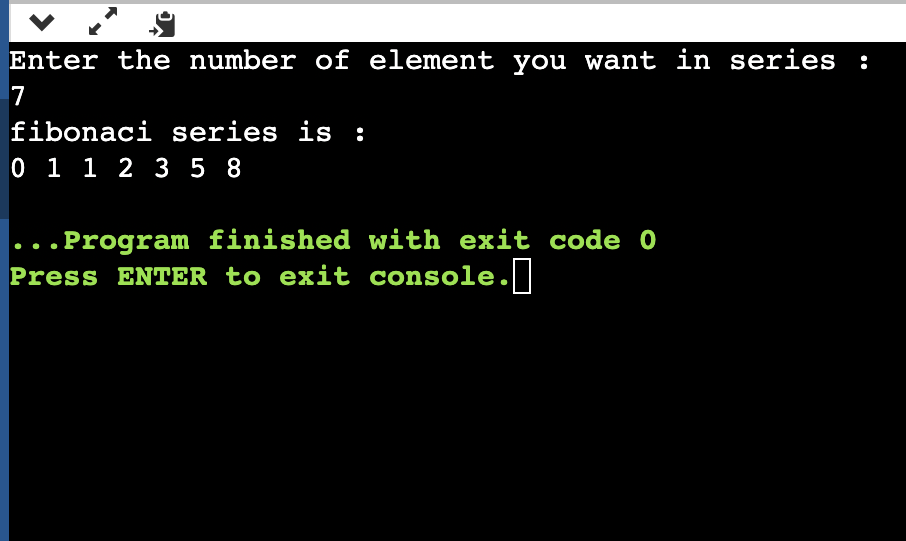 Enter the number of element you want in series :
7
fibonaci series is :
0 1 1 2 3 5 8
...Program finished with exit code 0
Press ENTER to exit console.